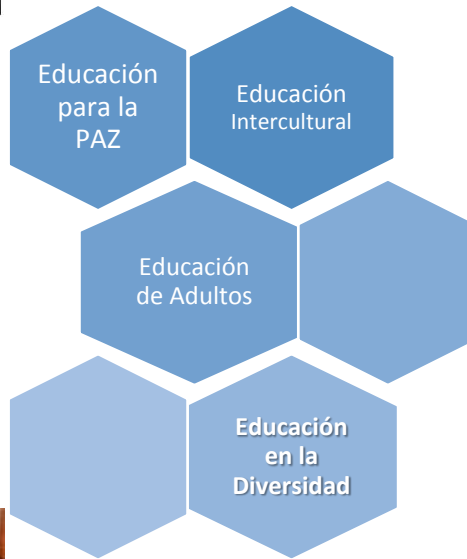 Educación
para la
PAZ
Educación
Intercultural
Educación
de Adultos
Educación
en la
Diversidad